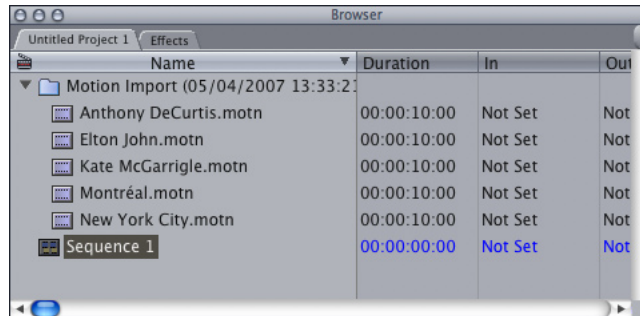 Browser
Untitled Project 1 Effects
Name Duration In Out
Motion Import (05/04/2007 13:33:21
Anthony DeCurtis.motn 00:00:10:00 Not Set Not
Elton John.motn 00:00:10:00 Not Set Not
Kate McGarrigle.motn 00:00:10:00 Not Set Not
Montréal.motn 00:00:10:00 Not Set Not
New York City.motn 00:00:10:00 Not Set Not
Sequence 1 00:00:00:00 Not Set Not